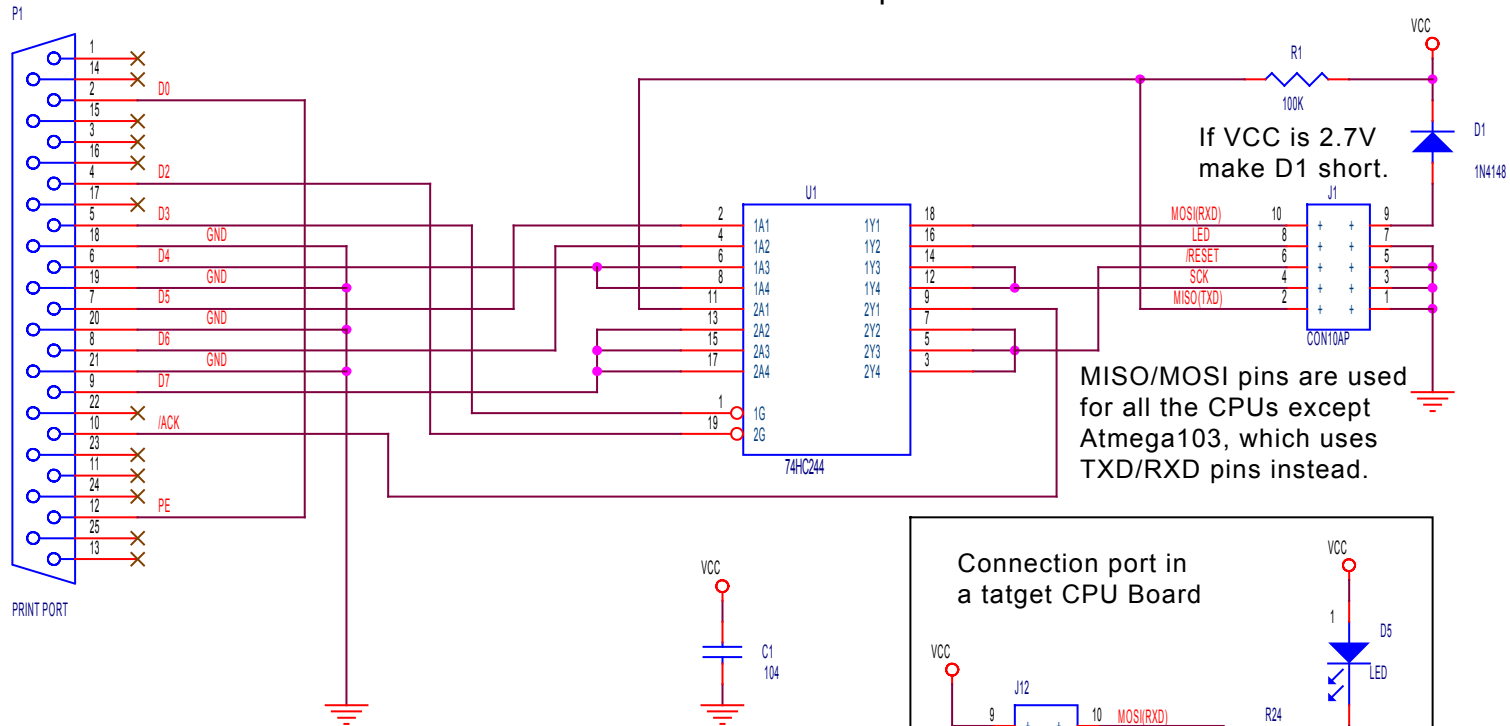 P1
1
14
2 D0
15
3
16
4 D2
17
5 D3
18 GND
6 D4
19 GND
7 D5
20 GND
8 D6
21 GND
9 D7
22
10 /ACK
23
11
24
12 PE
25
13
PRINT PORT
U1
2 1A1 1Y1 18
4 1A2 1Y2 16
6 1A3 1Y3 14
8 1A4 1Y4 12
11 2A1 2Y1 9
13 2A2 2Y2 7
15 2A3 2Y3 5
17 2A4 2Y4 3
1 1G
19 2G
74HC244
VCC
R1
100K
If VCC is 2.7V
make D1 short.
D1
1N4148
J1
MOSI(RXD) 10 9
LED 8 7
/RESET 6 5
SCK 4 3
MISO(TXD) 2 1
CON10AP
MISO/MOSI pins are used
for all the CPUs except
Atmega103, which uses
TXD/RXD pins instead.
VCC
C1
104
Connection port in
a tatget CPU Board
VCC
1
D5
LED
VCC
J12
9 10 MOSI(RXD)
R24